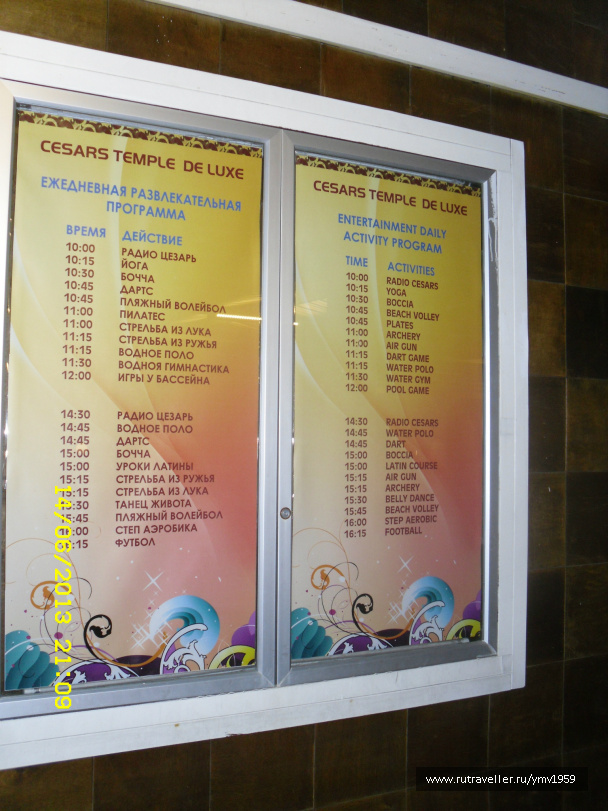 CESARS TEMPLE DE LUXE
ЕЖЕДНЕВНАЯ РАЗВЛЕКАТЕЛЬНАЯ
ПРОГРАММА
ВРЕМЯ ДЕЙСТВИЕ
10:00 РАДИО ЦЕЗАРЬ
10:15 ЙОГА
10:30 БОЧЧА
10:45 ДАРТС
10:45 ПЛЯЖНЫЙ ВОЛЕЙБОЛ
11:00 ПИЛАТЕС
11:00 СТРЕЛЬБА ИЗ ЛУКА
11:15 СТРЕЛЬБА ИЗ РУЖЬЯ
11:15 ВОДНОЕ ПОЛО
11:30 ВОДНОЯ ГИМНАСТИКА
12:00 ИГРЫ У БАССЕЙНА
14:30 РАДИО ЦЕЗАРЬ
14:45 ВОДНОЕ ПОЛО
14:45 ДАРТС
15:00 БОЧЧА
15:00 УРОКИ ЛАТИНЫ
15:15 СТРЕЛЬБА ИЗ РУЖЬЯ
15:15 СТРЕЛЬБА ИЗ ЛУКА
:30 ТАНЕЦ ЖИВОТА
:45 ПЛЯЖНЫЙ ВОЛЕЙБОЛ
:00 СТЕП АЭРОБИКА
:15 ФУТБОЛ
CESARS TEMPLE DE LUXE
ENTERTAINMENT DAILY
ACTIVITY PROGRAM
TIME ACTIVITIES
10:00 RADIO CESARS
10:15 YOGA
10:30 BOCCIA
10:45 BEACH VOLLEY
10:45 PLATES
11:00 ARCHERY
11:00 AIR GUN
11:15 DART GAME
11:15 WATER POLO
11:30 WATER GYM
12:00 POOL GAME
14:30 RADIO CESARS
14:45 WATER POLO
14:45 DART
15:00 BOCCIA
15:00 LATIN COURSE
15:15 AIR GUN
15:15 ARCHERY
15:30 BELLY DANCE
15:45 BEACH VOLLEY
16:00 STEP AEROBIC
16:15 FOOTBALL
14/06/2013 21:09
www.rutraveller.ru/ymv1959